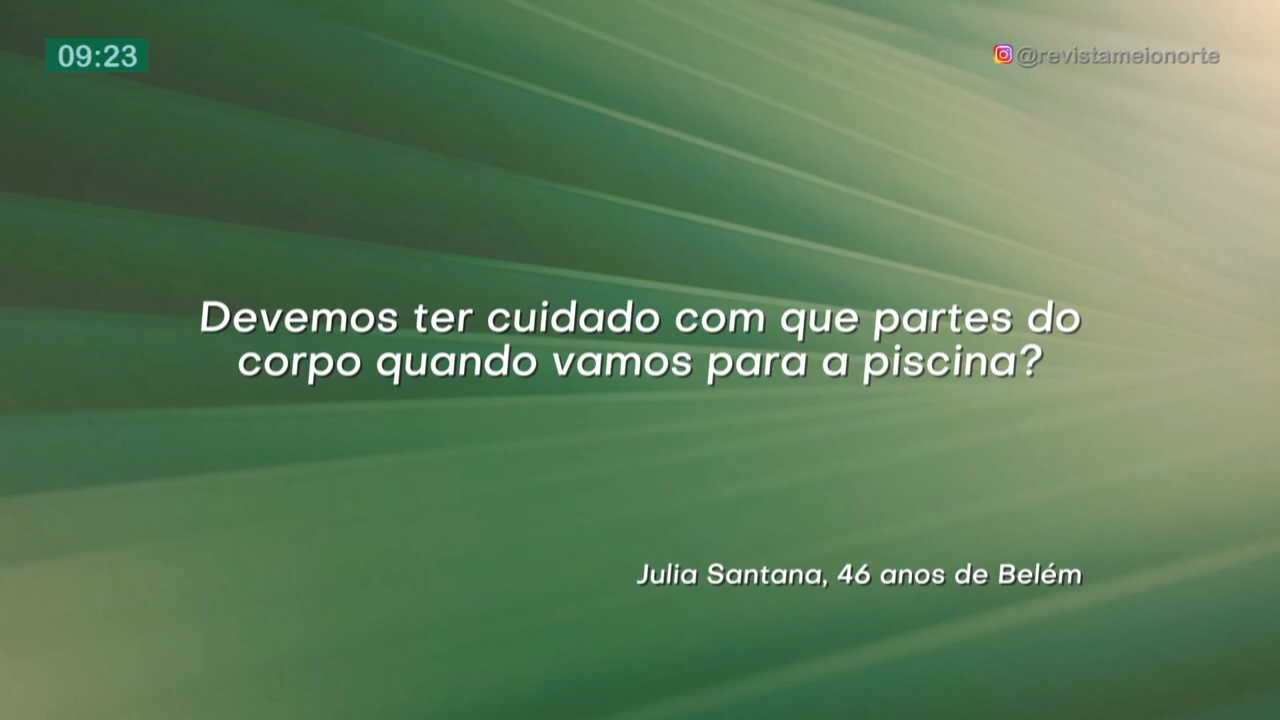 09:23
@revistameionorte
Devemos ter cuidado com que partes do
corpo quando vamos para a piscina?
Julia Santana, 46 anos de Belém